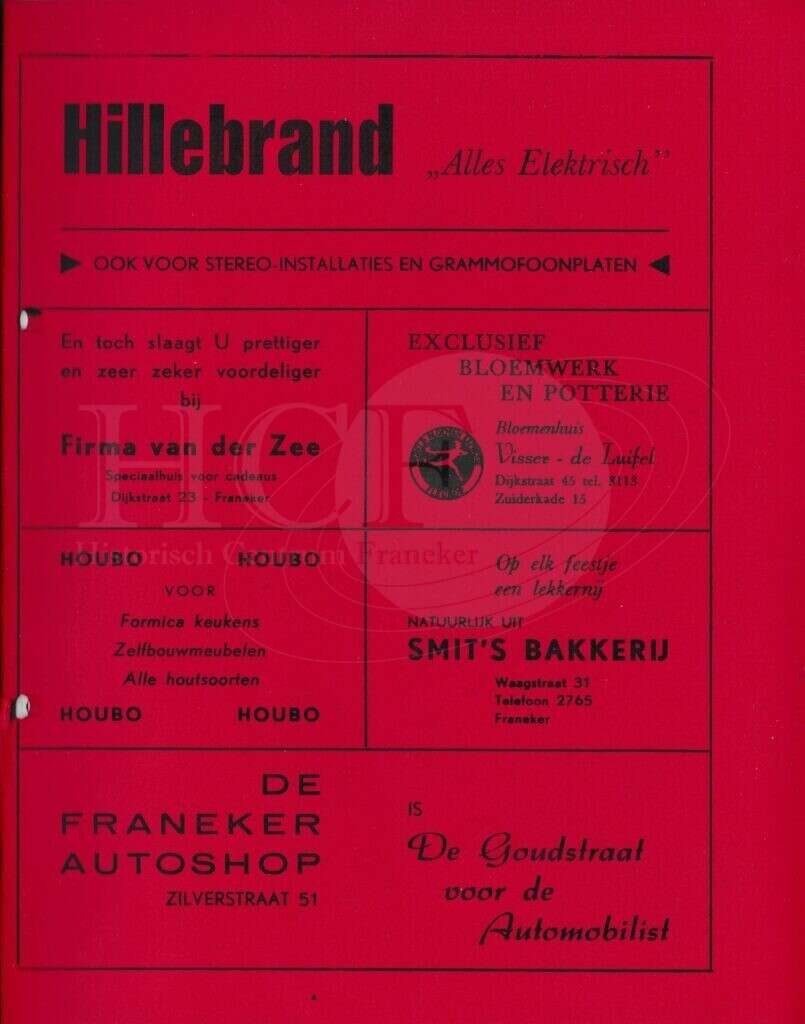 Hillebrand „Alles Elektrisch”
OOK VOOR STEREO-INSTALLATIES EN GRAMMOFOONPLATEN
En toch slaagt U prettiger
en zeer zeker voordeliger
bij
Firma van der Zee
Speciaalhuis voor cadeaus
Dijkstraat 23 - Franeker
EXCLUSIEF
BLOEMWERK
EN POTTERIE
Bloemenhuis
Visser - de Luifel
Dijkstraat 45 tel. 3113
Zuiderkade 15
HCF
Historisch Centrum Franeker
HOUBO HOUBO
VOOR
Formica keukens
Zelfbouwmeubelen
Alle houtsoorten
HOUBO HOUBO
Op elk feestje
een lekkernij
NATUURLIJK UIT
SMIT'S BAKKERIJ
Waagstraat 31
Telefoon 2765
Franeker
DE
FRANEKER
AUTOSHOP
ZILVERSTRAAT 51
IS
De Goudstraat
voor de
Automobilist